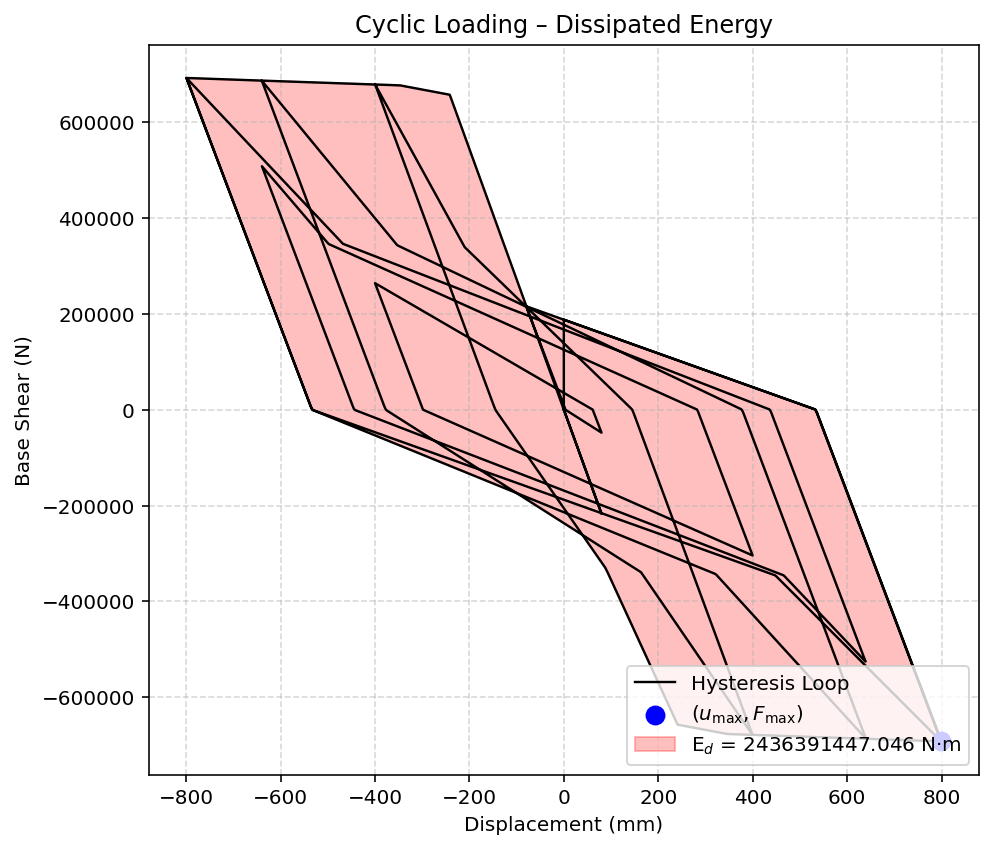 Cyclic Loading – Dissipated Energy
Base Shear (N)
600000
400000
200000
0
−200000
−400000
−600000
−800
−600
−400
−200
0
200
400
600
800
Displacement (mm)
Hysteresis Loop
(u_max, F_max)
E_d = 2436391447.046 N·m